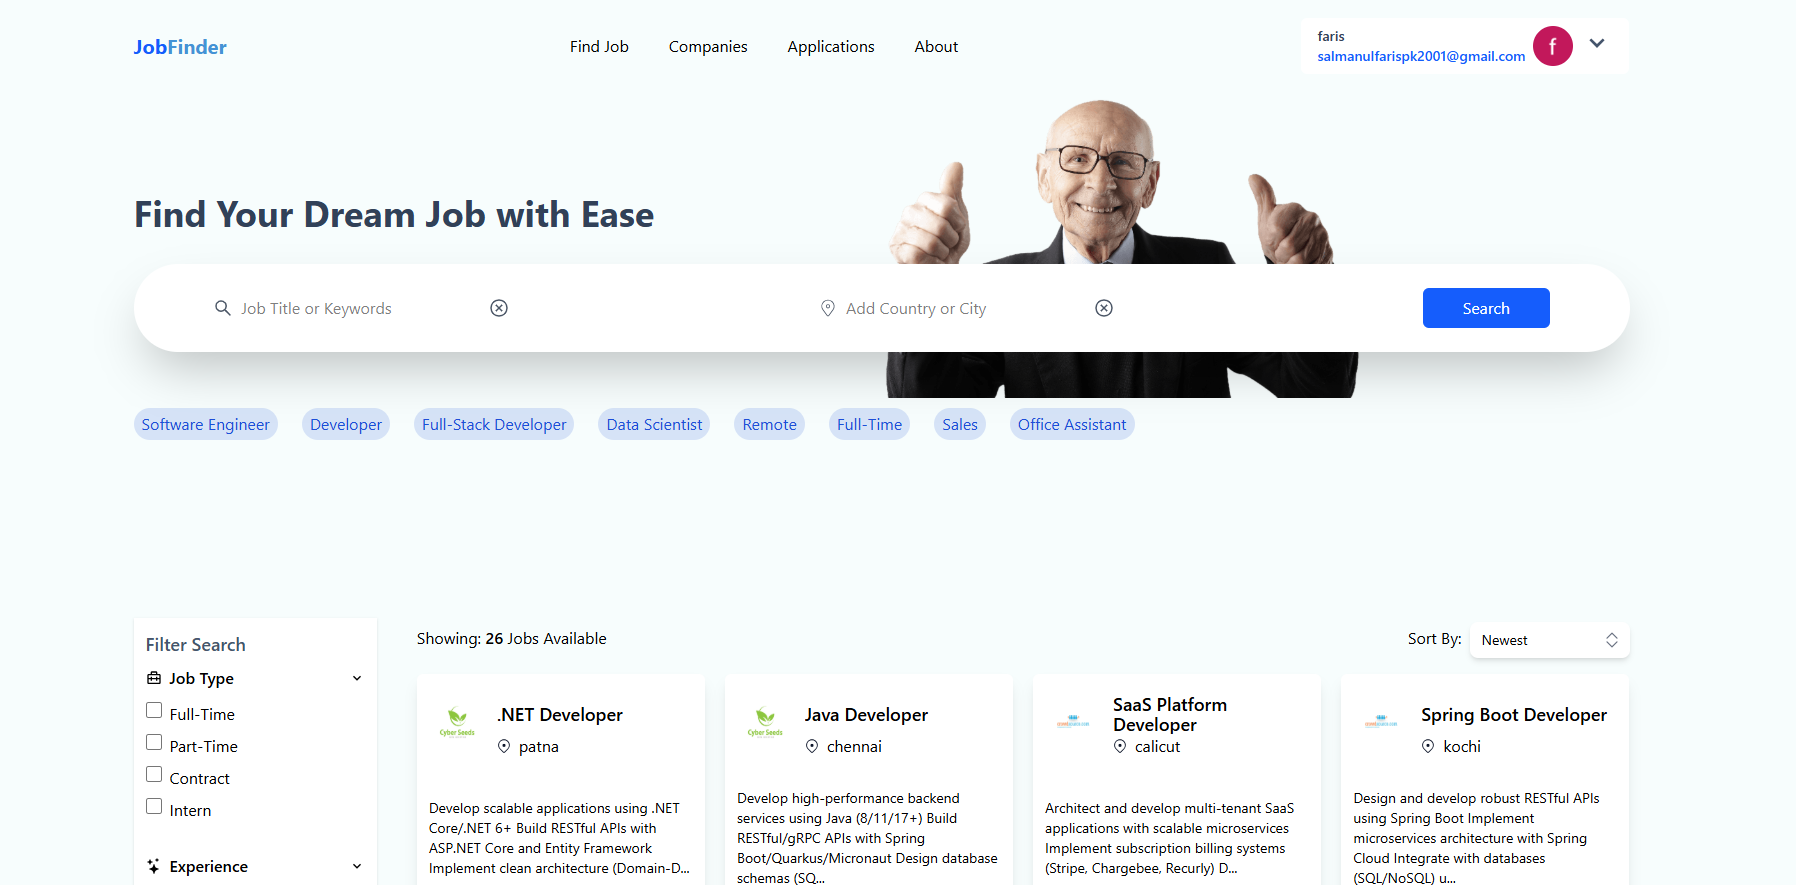 JobFinder
Find Job
Companies
Applications
About
faris
salmanulfarispk2001@gmail.com
f
Find Your Dream Job with Ease
Job Title or Keywords
Add Country or City
Search
Software Engineer
Developer
Full-Stack Developer
Data Scientist
Remote
Full-Time
Sales
Office Assistant
Filter Search
Job Type
Full-Time
Part-Time
Contract
Intern
Experience
Showing: 26 Jobs Available
Sort By:
Newest
Cyber Seeds
.NET Developer
patna
Develop scalable applications using .NET
Core/.NET 6+ Build RESTful APIs with
ASP.NET Core and Entity Framework
Implement clean architecture (Domain-D...
Cyber Seeds
Java Developer
chennai
Develop high-performance backend
services using Java (8/11/17+) Build
RESTful/gRPC APIs with Spring
Boot/Quarkus/Micronaut Design database
schemas (SQ...
SaaS Platform
Developer
calicut
Architect and develop multi-tenant SaaS
applications with scalable microservices
Implement subscription billing systems
(Stripe, Chargebee, Recurly) D...
Spring Boot Developer
kochi
Design and develop robust RESTful APIs
using Spring Boot Implement
microservices architecture with Spring
Cloud Integrate with databases
(SQL/NoSQL) u...